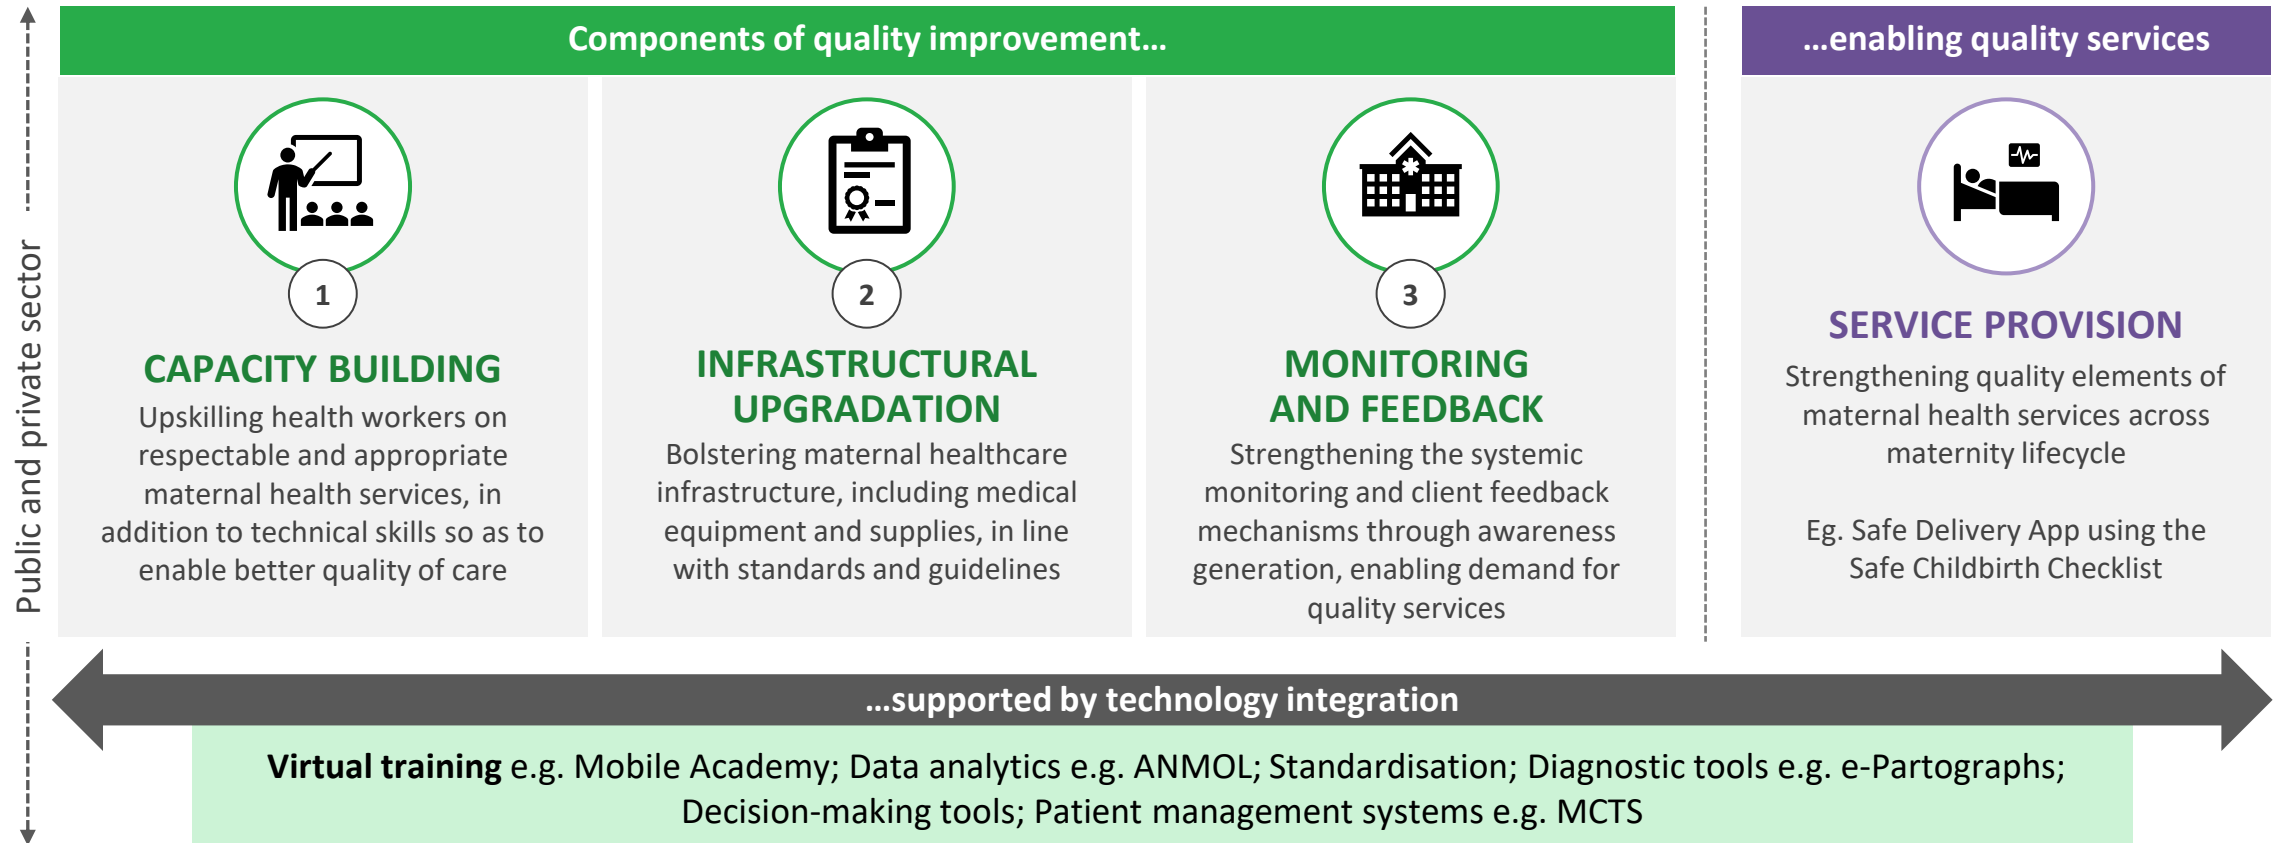 Public and private sector
Components of quality improvement…
…enabling quality services
1
CAPACITY BUILDING
Upskilling health workers on
respectable and appropriate
maternal health services, in
addition to technical skills so as to
enable better quality of care
2
INFRASTRUCTURAL
UPGRADATION
Bolstering maternal healthcare
infrastructure, including medical
equipment and supplies, in line
with standards and guidelines
3
MONITORING
AND FEEDBACK
Strengthening the systemic
monitoring and client feedback
mechanisms through awareness
generation, enabling demand for
quality services
SERVICE PROVISION
Strengthening quality elements of
maternal health services across
maternity lifecycle
Eg. Safe Delivery App using the
Safe Childbirth Checklist
…supported by technology integration
Virtual training e.g. Mobile Academy; Data analytics e.g. ANMOL; Standardisation; Diagnostic tools e.g. e-Partographs;
Decision-making tools; Patient management systems e.g. MCTS